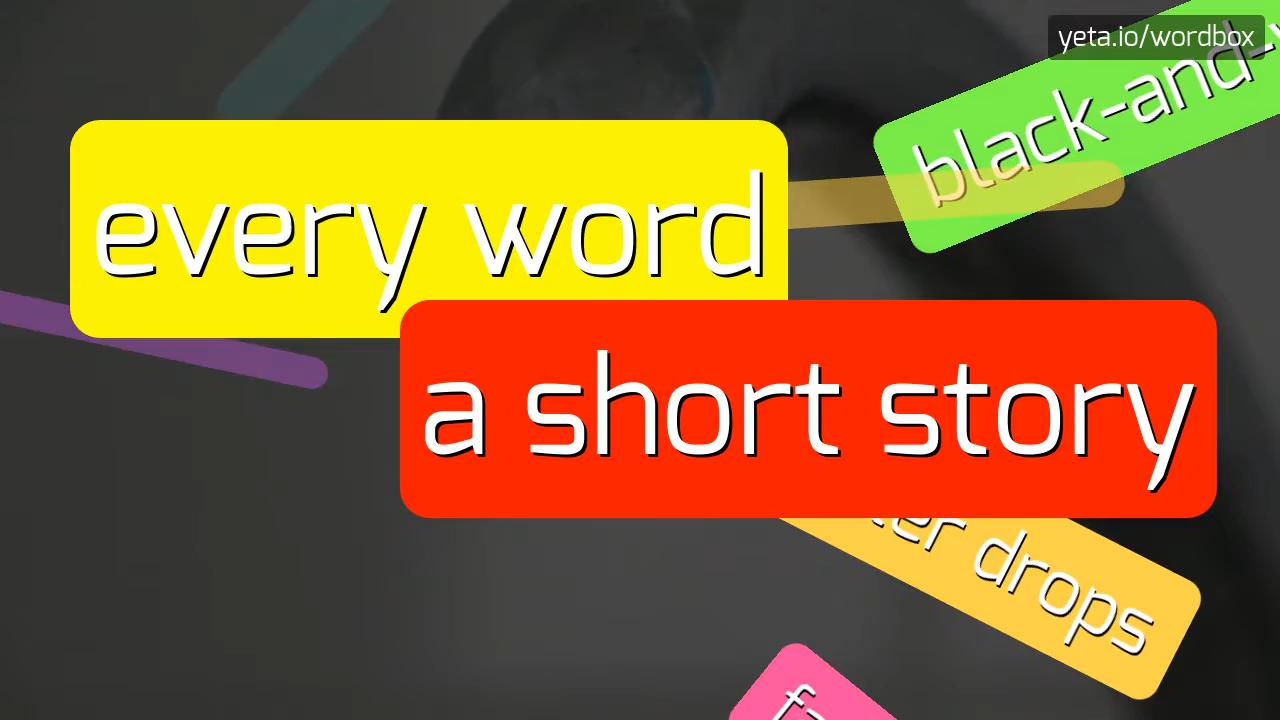 yeta.io/wordbox
black-and-
every word
a short story
drops